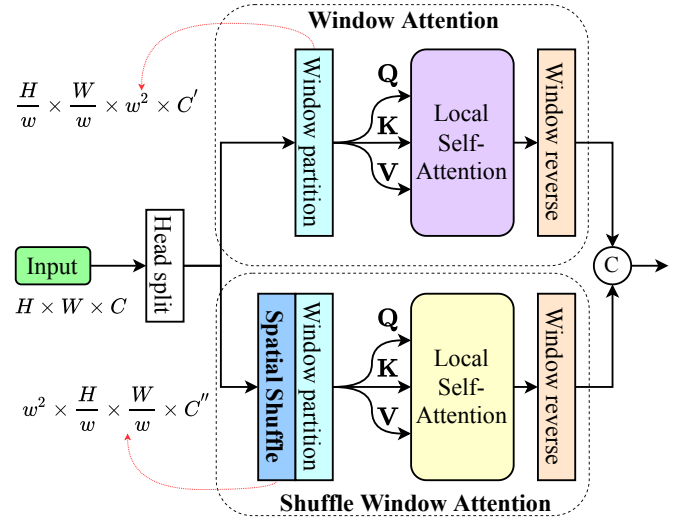 Window Attention
H/w × W/w × w² × C′
Window partition
Q
K
V
Local
Self-
Attention
Window reverse
Input
H × W × C
Head split
C
Spatial Shuffle
Window partition
Q
K
V
Local
Self-
Attention
Window reverse
w² × H/w × W/w × C″
Shuffle Window Attention